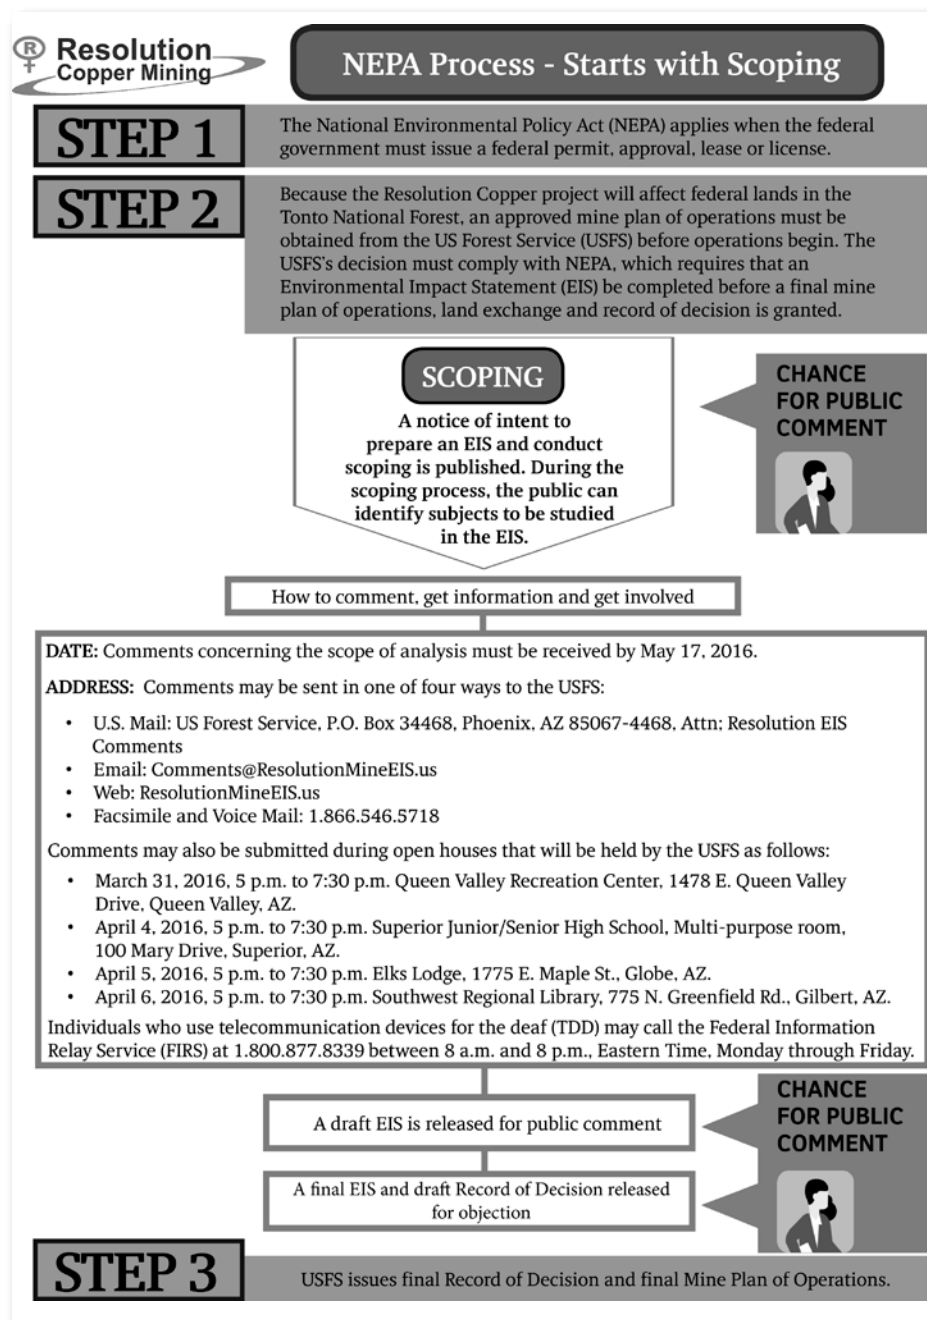 Resolution
Copper Mining
NEPA Process - Starts with Scoping
STEP 1
The National Environmental Policy Act (NEPA) applies when the federal
government must issue a federal permit, approval, lease or license.
STEP 2
Because the Resolution Copper project will affect federal lands in the
Tonto National Forest, an approved mine plan of operations must be
obtained from the US Forest Service (USFS) before operations begin. The
USFS's decision must comply with NEPA, which requires that an
Environmental Impact Statement (EIS) be completed before a final mine
plan of operations, land exchange and record of decision is granted.
SCOPING
A notice of intent to
prepare an EIS and conduct
scoping is published. During the
scoping process, the public can
identify subjects to be studied
in the EIS.
CHANCE
FOR PUBLIC
COMMENT
How to comment, get information and get involved
DATE: Comments concerning the scope of analysis must be received by May 17, 2016.
ADDRESS: Comments may be sent in one of four ways to the USFS:
• U.S. Mail: US Forest Service, P.O. Box 34468, Phoenix, AZ 85067-4468, Attn: Resolution EIS
Comments
• Email: Comments@ResolutionMineEIS.us
• Web: ResolutionMineEIS.us
• Facsimile and Voice Mail: 1.866.546.5718
Comments may also be submitted during open houses that will be held by the USFS as follows:
• March 31, 2016, 5 p.m. to 7:30 p.m. Queen Valley Recreation Center, 1478 E. Queen Valley
Drive, Queen Valley, AZ.
• April 4, 2016, 5 p.m. to 7:30 p.m. Superior Junior/Senior High School, Multi-purpose room,
100 Mary Drive, Superior, AZ.
• April 5, 2016, 5 p.m. to 7:30 p.m. Elks Lodge, 1775 E. Maple St., Globe, AZ.
• April 6, 2016, 5 p.m. to 7:30 p.m. Southwest Regional Library, 775 N. Greenfield Rd., Gilbert, AZ.
Individuals who use telecommunication devices for the deaf (TDD) may call the Federal Information
Relay Service (FIRS) at 1.800.877.8339 between 8 a.m. and 8 p.m., Eastern Time, Monday through Friday.
A draft EIS is released for public comment
CHANCE
FOR PUBLIC
COMMENT
A final EIS and draft Record of Decision released
for objection
STEP 3
USFS issues final Record of Decision and final Mine Plan of Operations.